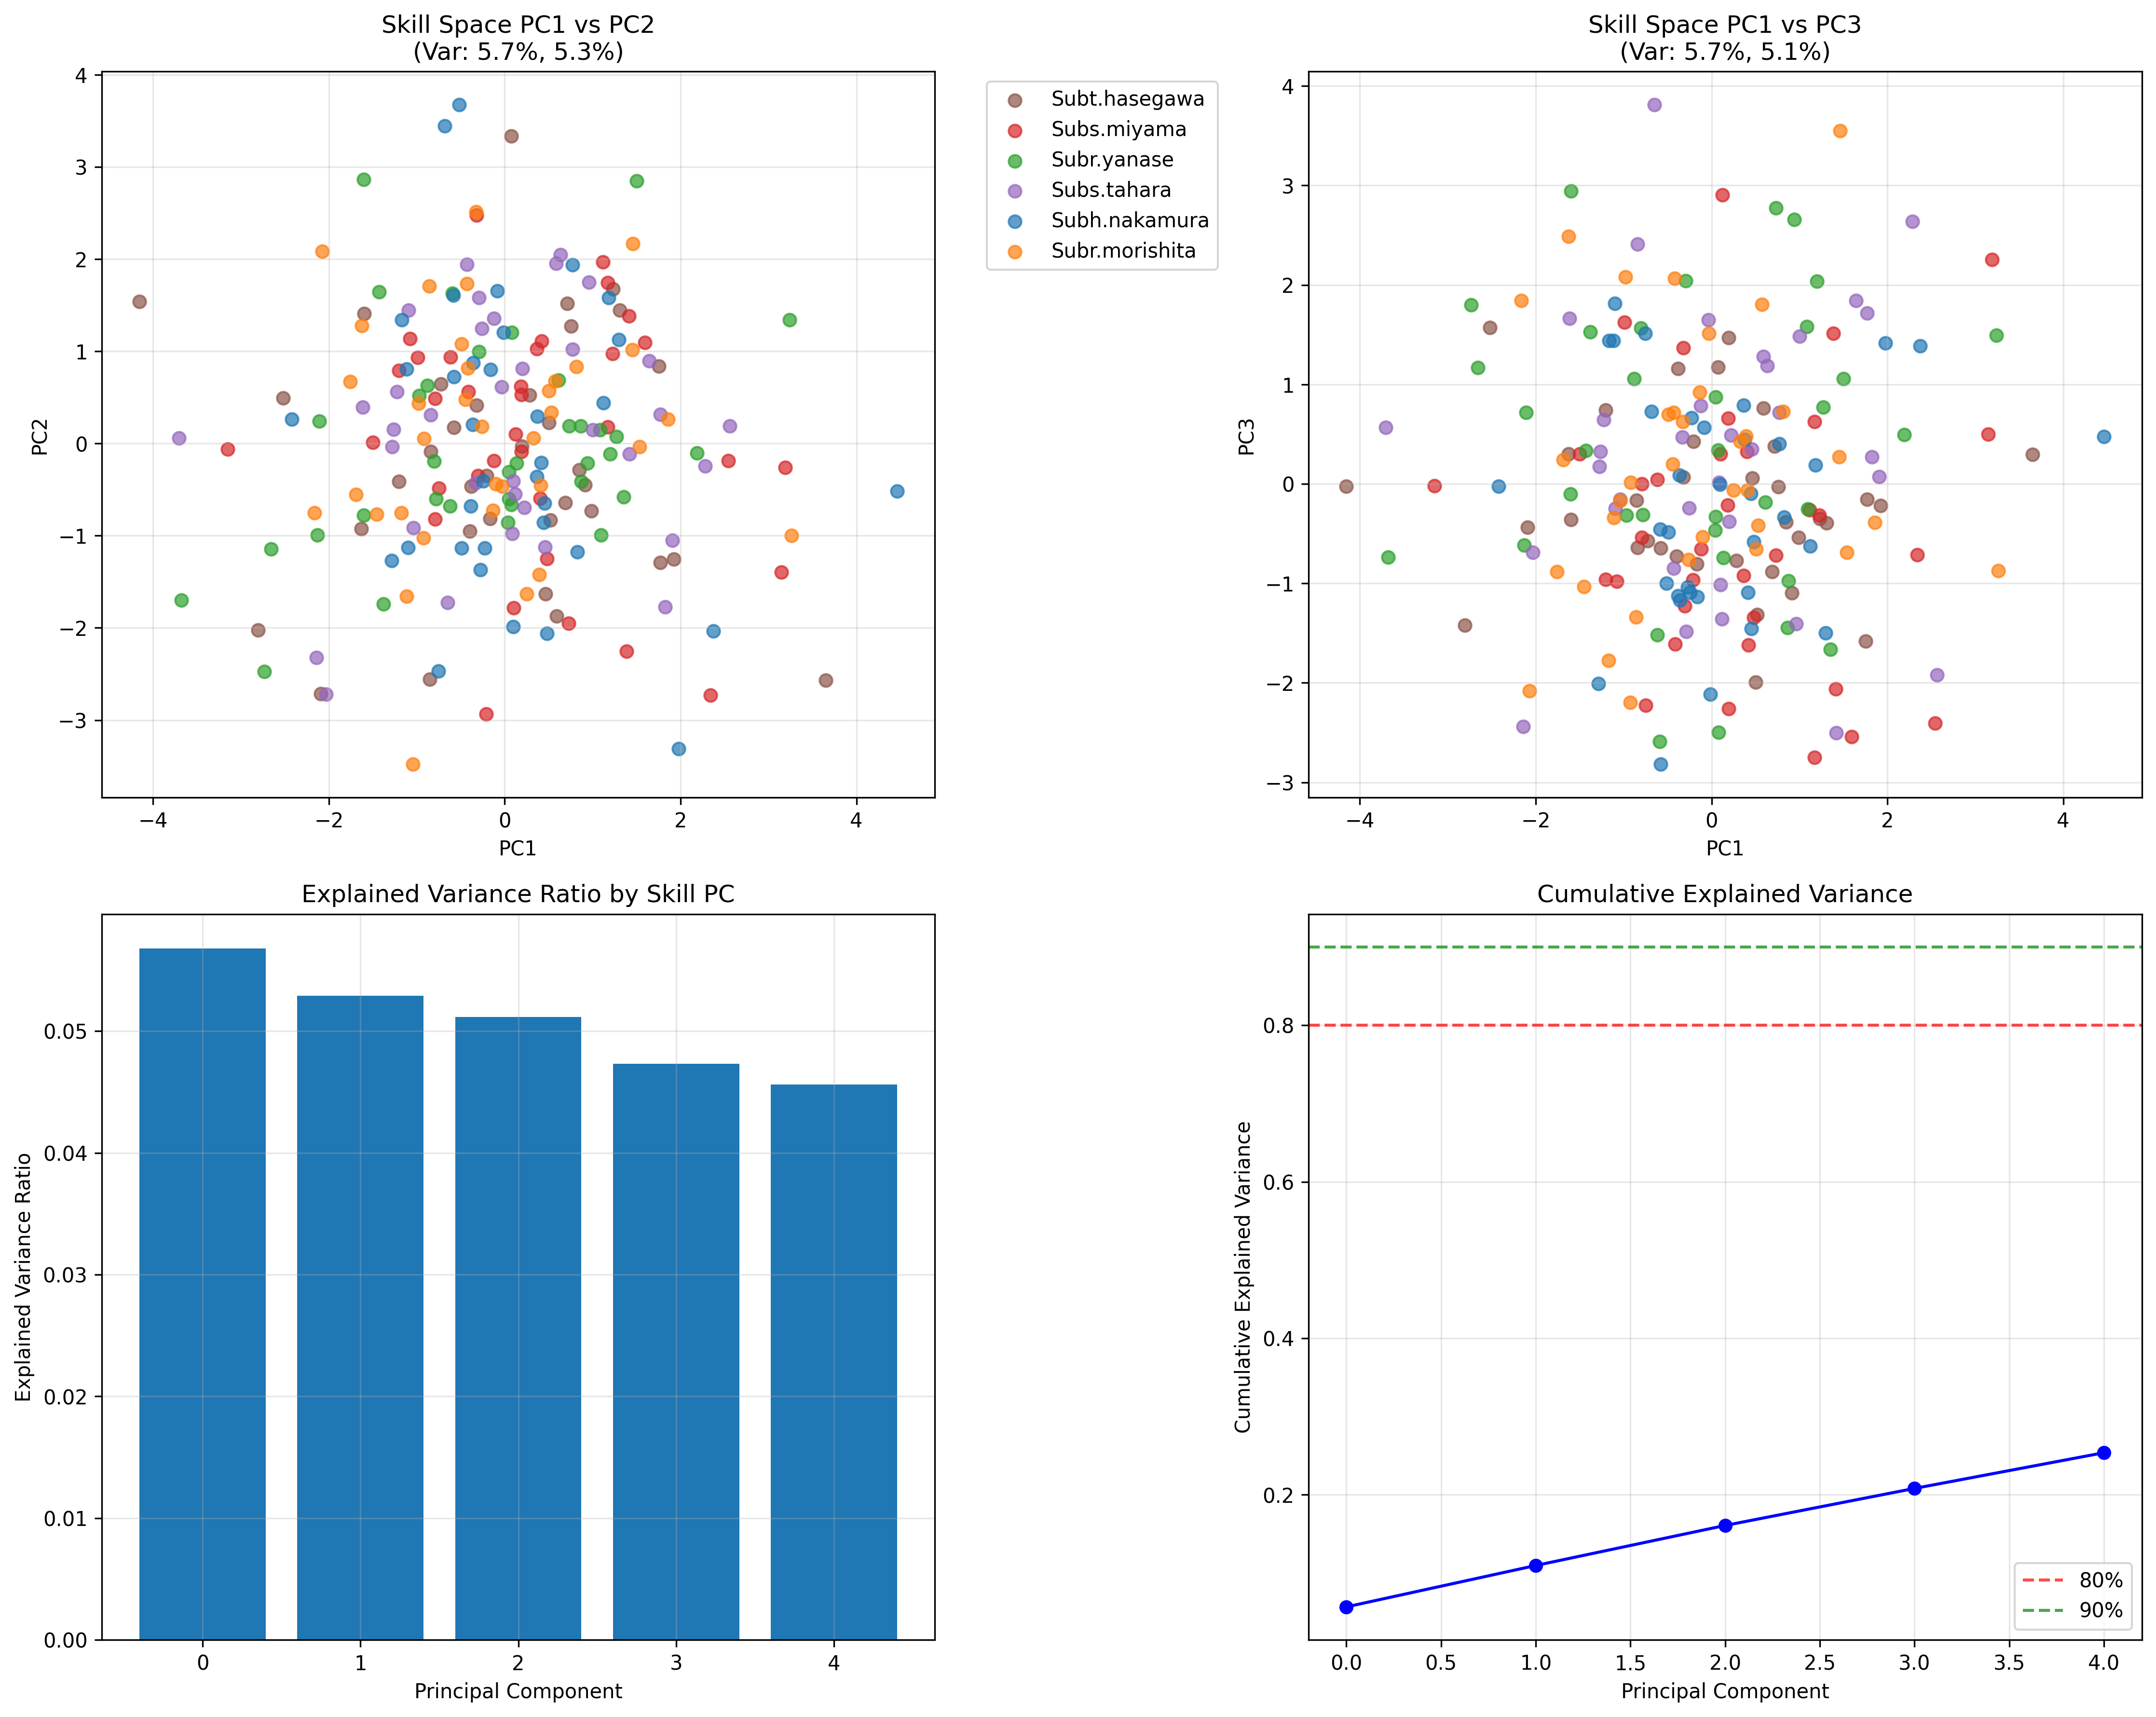 Skill Space PC1 vs PC2
(Var: 5.7%, 5.3%)
4
3
2
1
0
−1
−2
−3
PC2
−4
−2
0
2
4
PC1
Subt.hasegawa
Subs.miyama
Subr.yanase
Subs.tahara
Subh.nakamura
Subr.morishita
Skill Space PC1 vs PC3
(Var: 5.7%, 5.1%)
4
3
2
1
0
−1
−2
−3
PC3
−4
−2
0
2
4
PC1
Explained Variance Ratio by Skill PC
0.05
0.04
0.03
0.02
0.01
0.00
Explained Variance Ratio
0
1
2
3
4
Principal Component
Cumulative Explained Variance
0.8
0.6
0.4
0.2
Cumulative Explained Variance
80%
90%
0.0
0.5
1.0
1.5
2.0
2.5
3.0
3.5
4.0
Principal Component